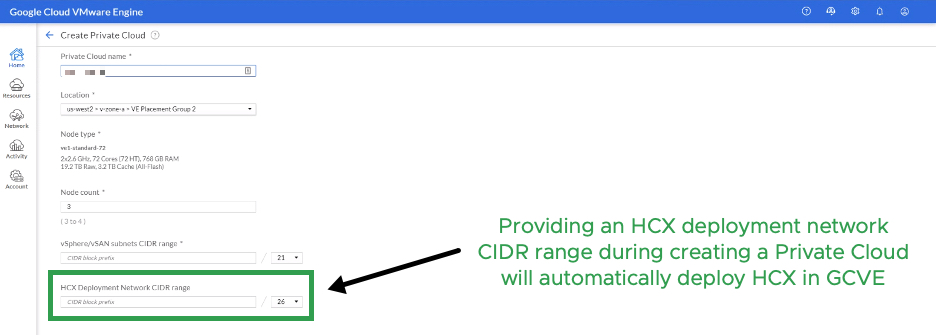 Google Cloud VMware Engine
Create Private Cloud
Home
Resources
Network
Activity
Account
Private Cloud name *
Location *
us-west2 > v-zone-a > VE Placement Group 2
Node type *
ve1-standard-72
2x2.6 GHz, 72 Cores (72 HT), 768 GB RAM
19.2 TB Raw, 3.2 TB Cache (All-Flash)
Node count *
3
( 3 to 4 )
vSphere/vSAN subnets CIDR range *
CIDR block prefix / 21
HCX Deployment Network CIDR range
CIDR block prefix / 26
Providing an HCX deployment network
CIDR range during creating a Private Cloud
will automatically deploy HCX in GCVE